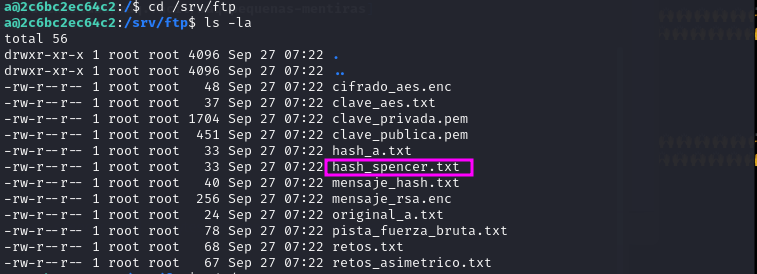 a@2c6bc2ec64c2:/$ cd /srv/ftp
a@2c6bc2ec64c2:/srv/ftp$ ls -la
total 56
drwxr-xr-x 1 root root 4096 Sep 27 07:22 .
drwxr-xr-x 1 root root 4096 Sep 27 07:22 ..
-rw-r--r-- 1 root root   48 Sep 27 07:22 cifrado_aes.enc
-rw-r--r-- 1 root root   37 Sep 27 07:22 clave_aes.txt
-rw-r--r-- 1 root root 1704 Sep 27 07:22 clave_privada.pem
-rw-r--r-- 1 root root  451 Sep 27 07:22 clave_publica.pem
-rw-r--r-- 1 root root   33 Sep 27 07:22 hash_a.txt
-rw-r--r-- 1 root root   33 Sep 27 07:22 hash_spencer.txt
-rw-r--r-- 1 root root   40 Sep 27 07:22 mensaje_hash.txt
-rw-r--r-- 1 root root  256 Sep 27 07:22 mensaje_rsa.enc
-rw-r--r-- 1 root root   24 Sep 27 07:22 original_a.txt
-rw-r--r-- 1 root root   78 Sep 27 07:22 pista_fuerza_bruta.txt
-rw-r--r-- 1 root root   68 Sep 27 07:22 retos.txt
-rw-r--r-- 1 root root   67 Sep 27 07:22 retos_asimetrico.txt